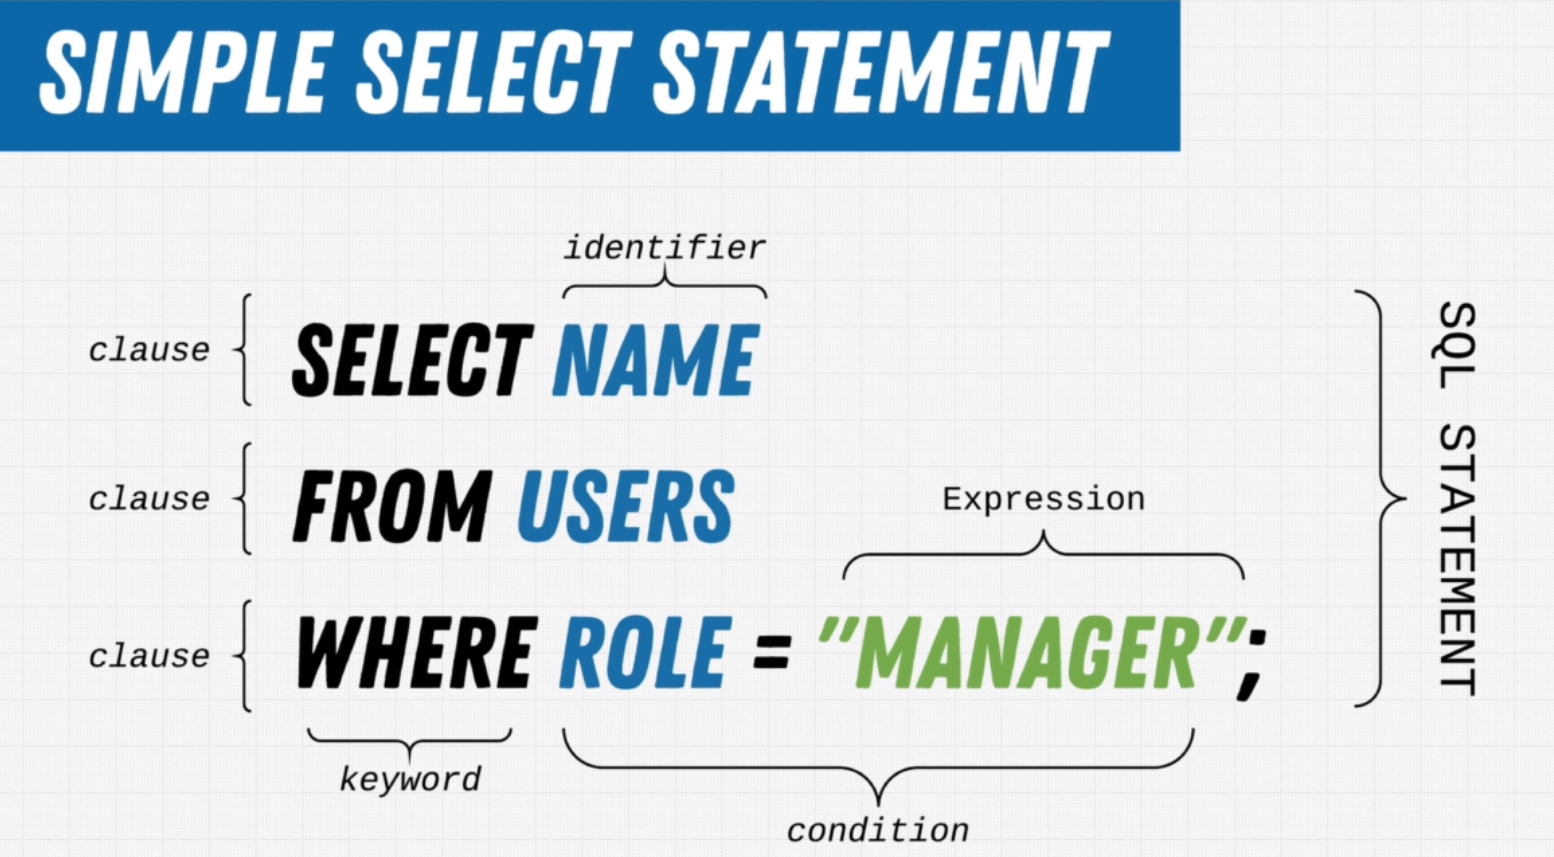 SIMPLE SELECT STATEMENT
identifier
clause
SELECT NAME
clause
FROM USERS
Expression
clause
WHERE ROLE = "MANAGER";
keyword
condition
SQL STATEMENT